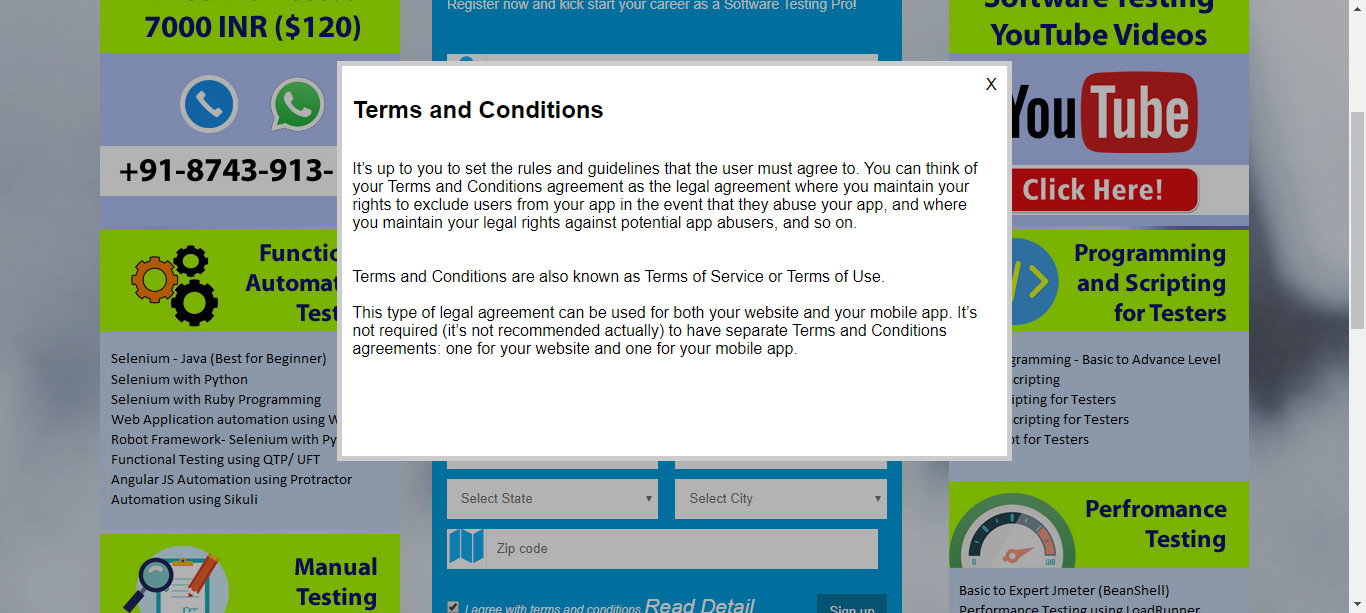 7000 INR ($120)
+91-8743-913-
Functio
Automat
Test
Selenium - Java (Best for Beginner)
Selenium with Python
Selenium with Ruby Programming
Web Application automation using W
Robot Framework- Selenium with Py
Functional Testing using QTP/ UFT
Angular JS Automation using Protractor
Automation using Sikuli
Manual
Testing
Register now and kick start your career as a Software Testing Pro!
X
Terms and Conditions
It's up to you to set the rules and guidelines that the user must agree to. You can think of
your Terms and Conditions agreement as the legal agreement where you maintain your
rights to exclude users from your app in the event that they abuse your app, and where
you maintain your legal rights against potential app abusers, and so on.
Terms and Conditions are also known as Terms of Service or Terms of Use.
This type of legal agreement can be used for both your website and your mobile app. It's
not required (it's not recommended actually) to have separate Terms and Conditions
agreements: one for your website and one for your mobile app.
Select State
Select City
Zip code
I agree with terms and conditions Read Detail
Sign up
Software Testing
YouTube Videos
You Tube
Click Here!
Programming
and Scripting
for Testers
gramming - Basic to Advance Level
cripting
ipting for Testers
cripting for Testers
t for Testers
Perfromance
Testing
Basic to Expert Jmeter (BeanShell)
Performance Testing using LoadRunner